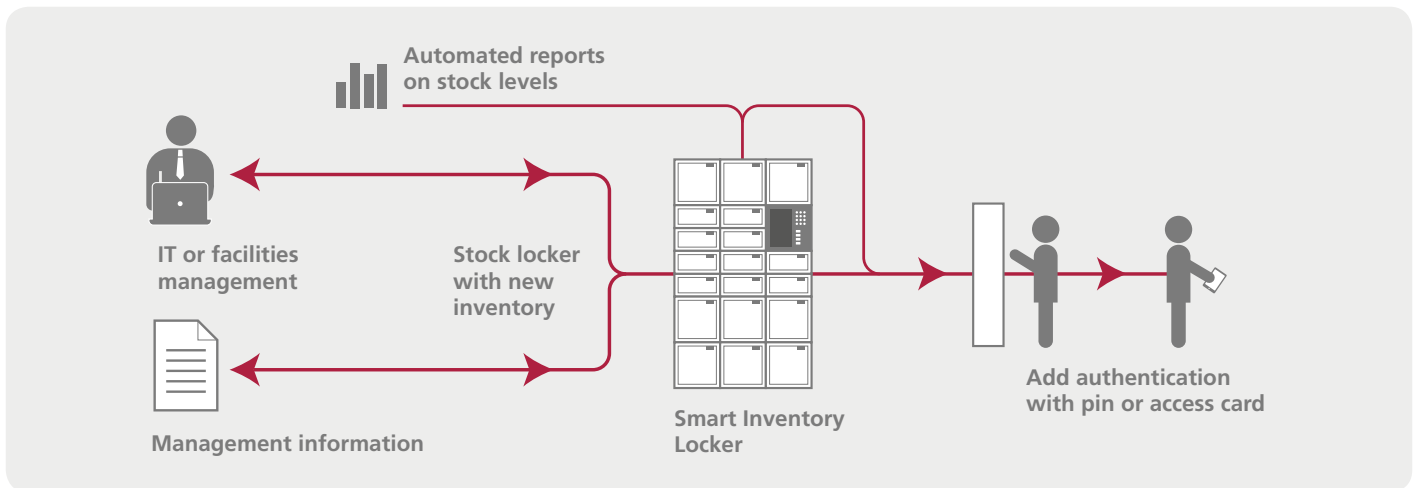 Automated reports
on stock levels
IT or facilities
management
Stock locker
with new
inventory
Management information
Smart Inventory
Locker
Add authentication
with pin or access card